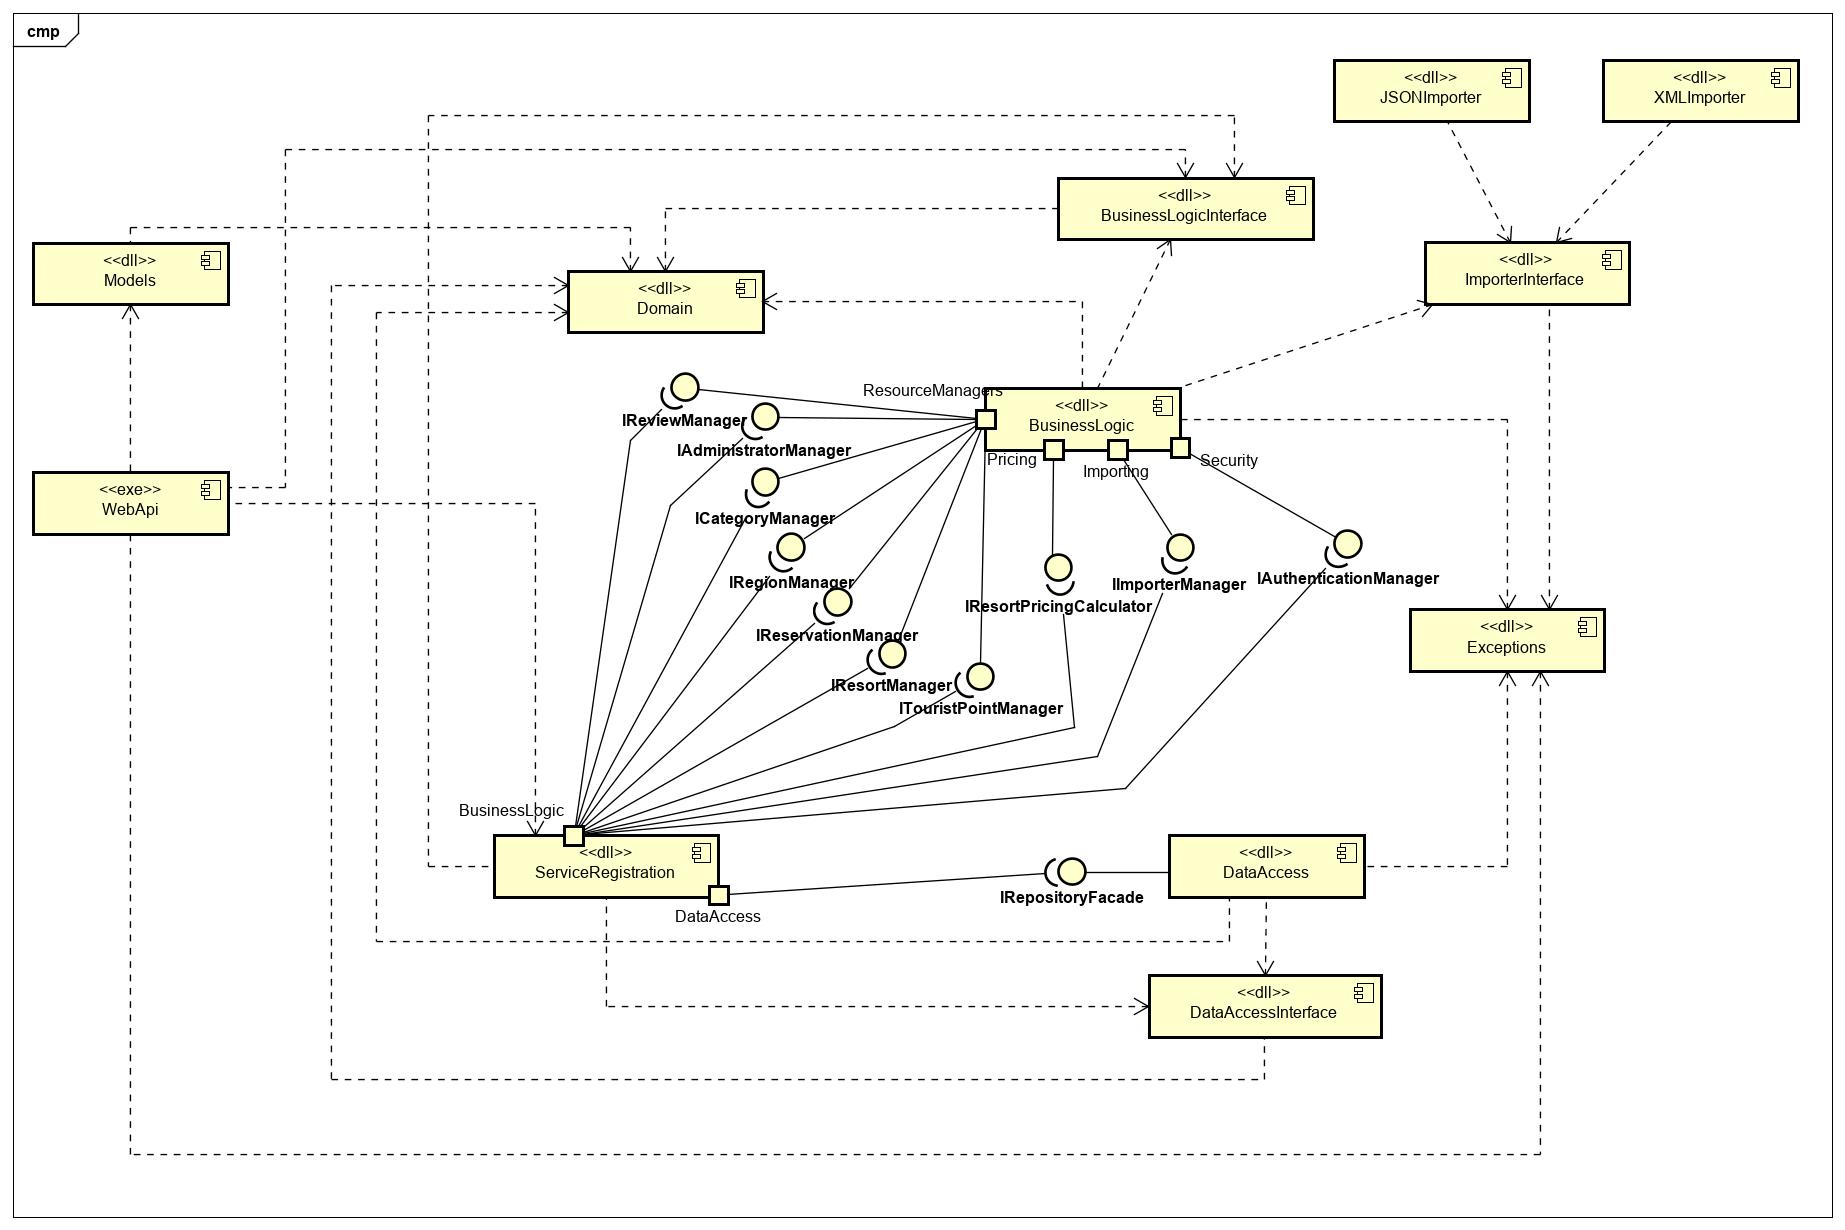 cmp
<<dll>>
JSONImporter
<<dll>>
XMLImporter
<<dll>>
BusinessLogicInterface
<<dll>>
Models
<<dll>>
Domain
<<dll>>
ImporterInterface
ResourceManagers
<<dll>>
BusinessLogic
Pricing
Importing
Security
IReviewManager
IAdministratorManager
ICategoryManager
<<exe>>
WebApi
IRegionManager
IReservationManager
IResortManager
ITouristPointManager
IResortPricingCalculator
IImporterManager
IAuthenticationManager
<<dll>>
Exceptions
BusinessLogic
<<dll>>
ServiceRegistration
DataAccess
IRepositoryFacade
<<dll>>
DataAccess
<<dll>>
DataAccessInterface